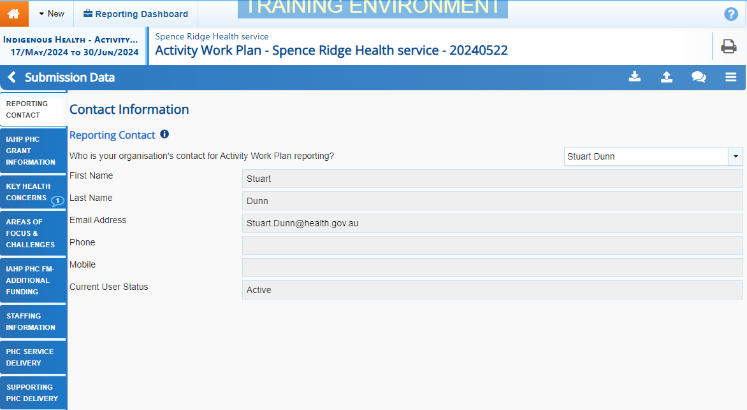 TRAINING ENVIRONMENT
New
Reporting Dashboard
?
Indigenous Health - Activity...
17/May/2024 to 30/Jun/2024
Spence Ridge Health service
Activity Work Plan - Spence Ridge Health service - 20240522
Submission Data
REPORTING
CONTACT
IAHP PHC
GRANT
INFORMATION
KEY HEALTH
CONCERNS
1
AREAS OF
FOCUS &
CHALLENGES
IAHP PHC FM-
ADDITIONAL
FUNDING
STAFFING
INFORMATION
PHC SERVICE
DELIVERY
SUPPORTING
PHC DELIVERY
Contact Information
Reporting Contact
Who is your organisation's contact for Activity Work Plan reporting?
Stuart Dunn
First Name
Stuart
Last Name
Dunn
Email Address
Stuart.Dunn@health.gov.au
Phone
Mobile
Current User Status
Active